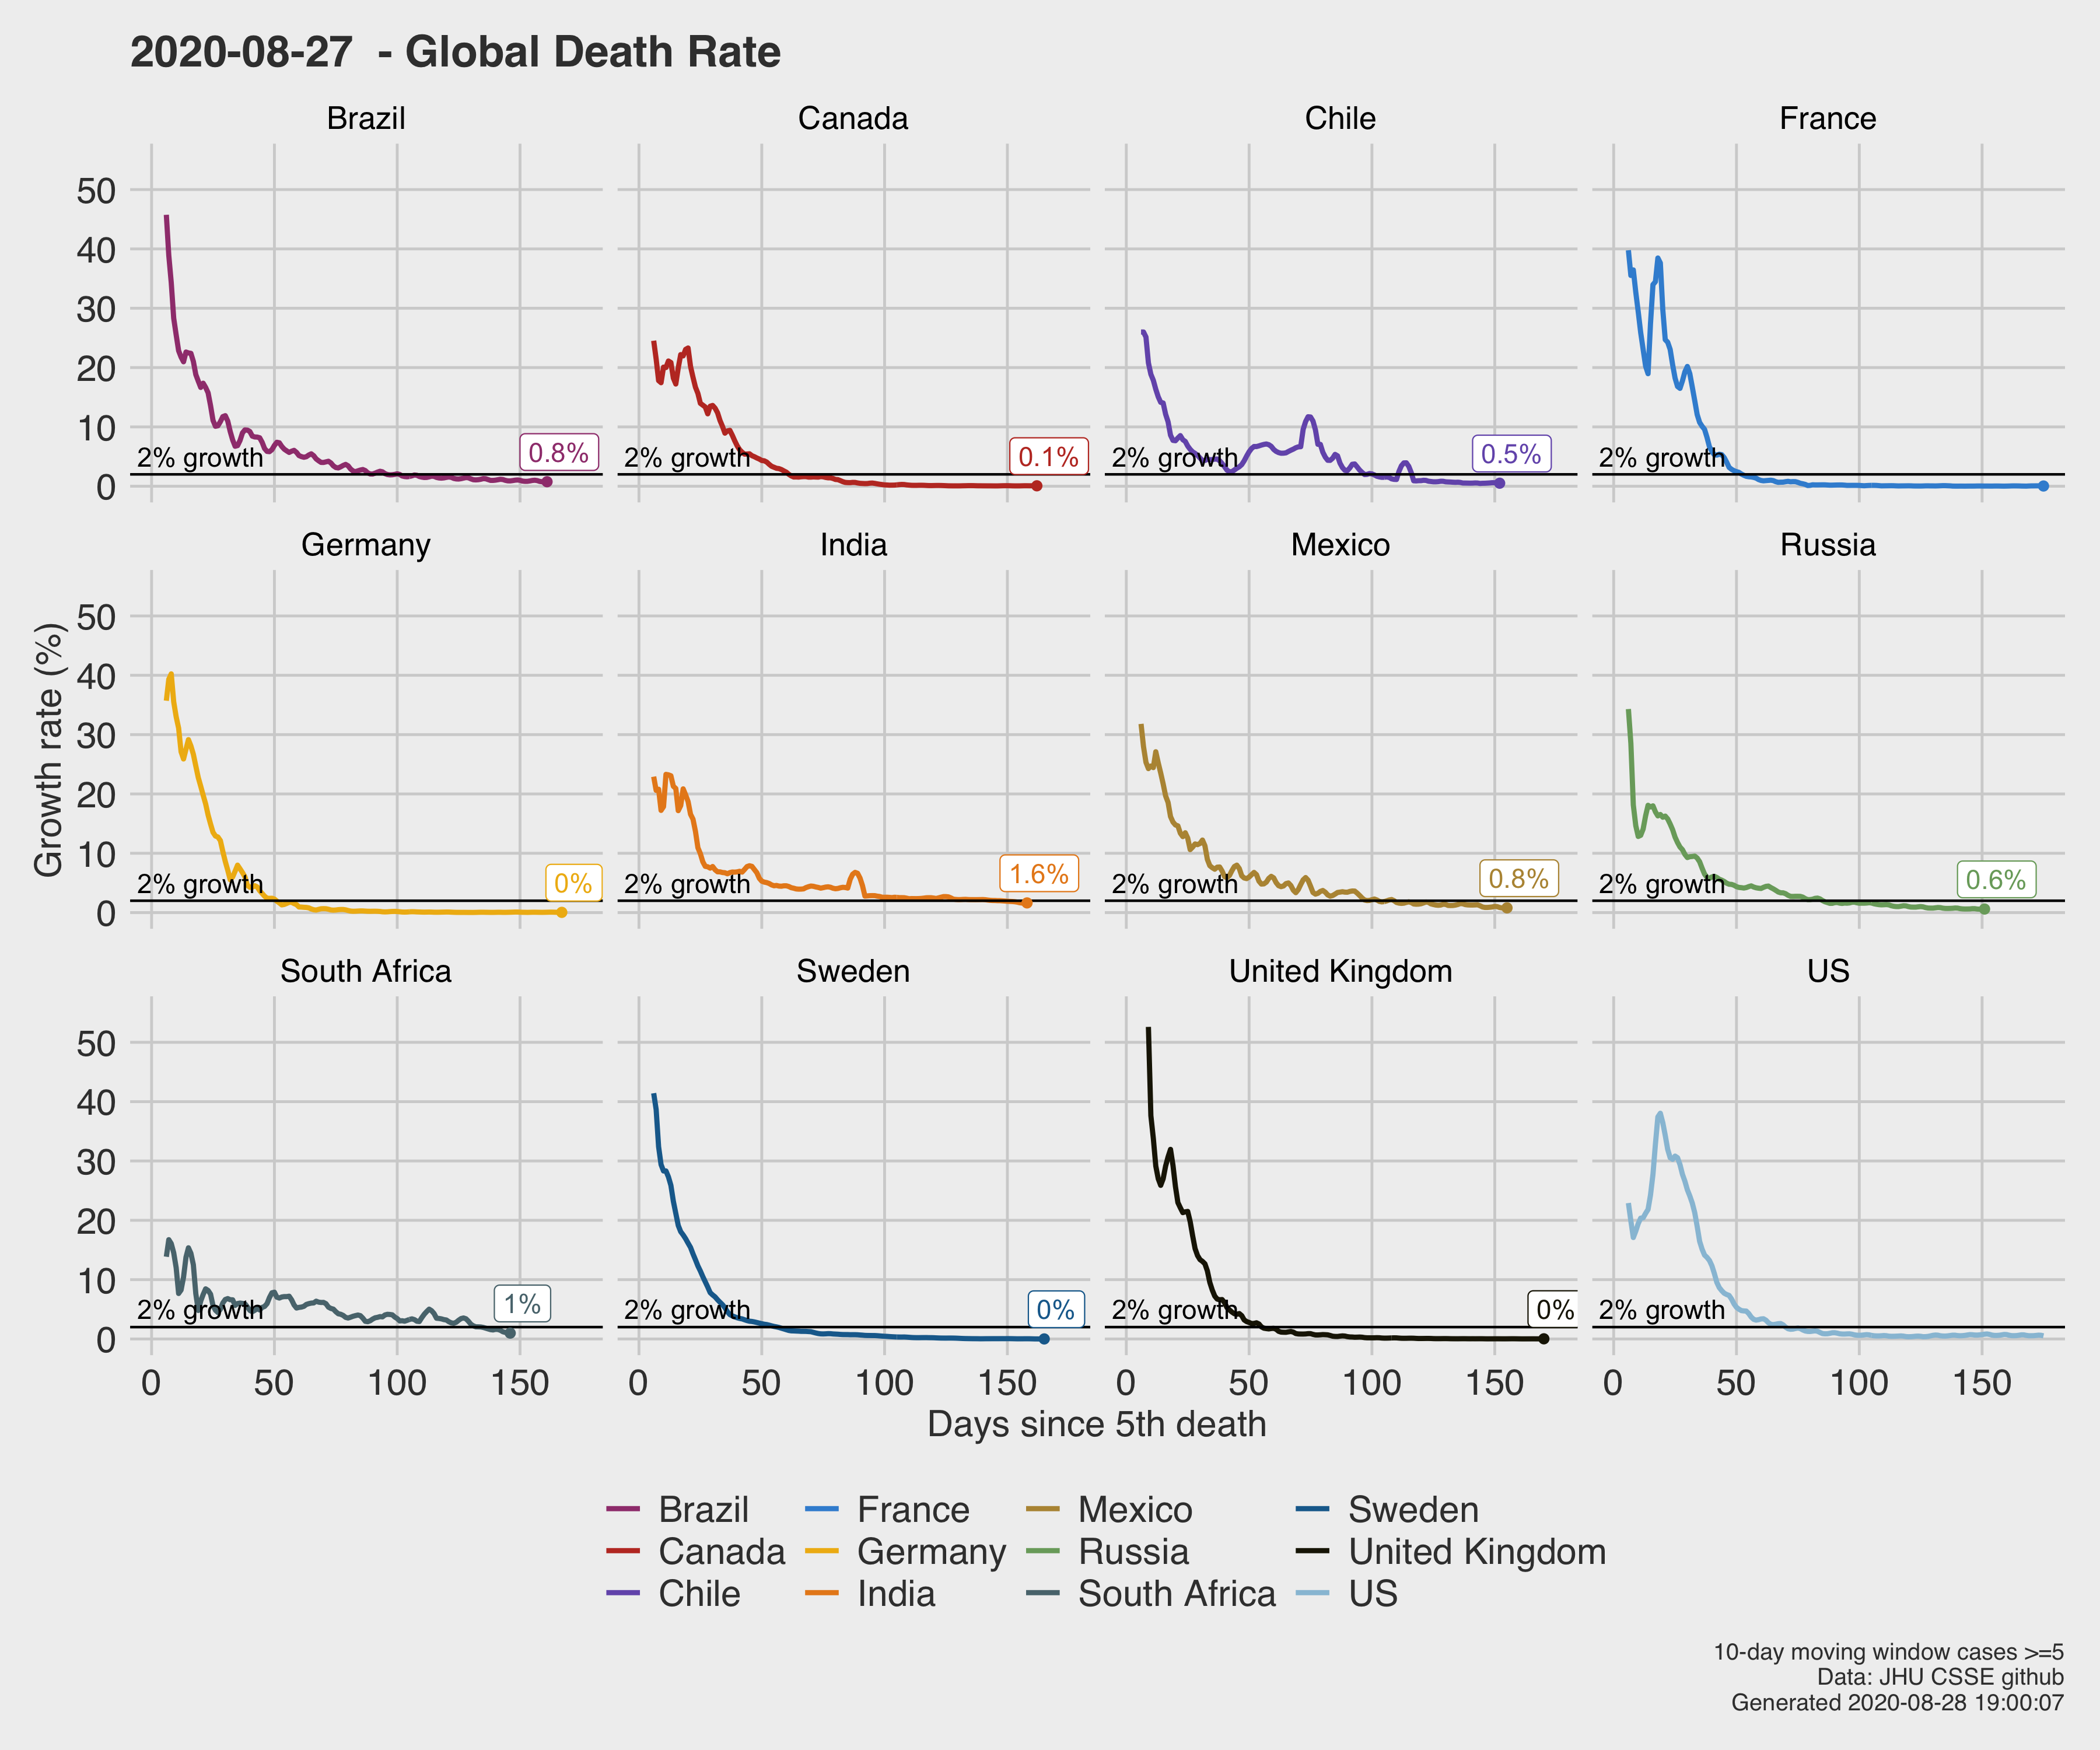 2020-08-27  - Global Death Rate
Brazil
Canada
Chile
France
50
40
30
20
10
0
2% growth
0.8%
2% growth
0.1%
2% growth
0.5%
2% growth
Germany
India
Mexico
Russia
Growth rate (%)
50
40
30
20
10
0
2% growth
0%
2% growth
1.6%
2% growth
0.8%
2% growth
0.6%
South Africa
Sweden
United Kingdom
US
50
40
30
20
10
0
2% growth
1%
2% growth
0%
2% growth
0%
2% growth
0 50 100 150
0 50 100 150
0 50 100 150
0 50 100 150
Days since 5th death
Brazil
Canada
Chile
France
Germany
India
Mexico
Russia
South Africa
Sweden
United Kingdom
US
10-day moving window cases >=5
Data: JHU CSSE github
Generated 2020-08-28 19:00:07